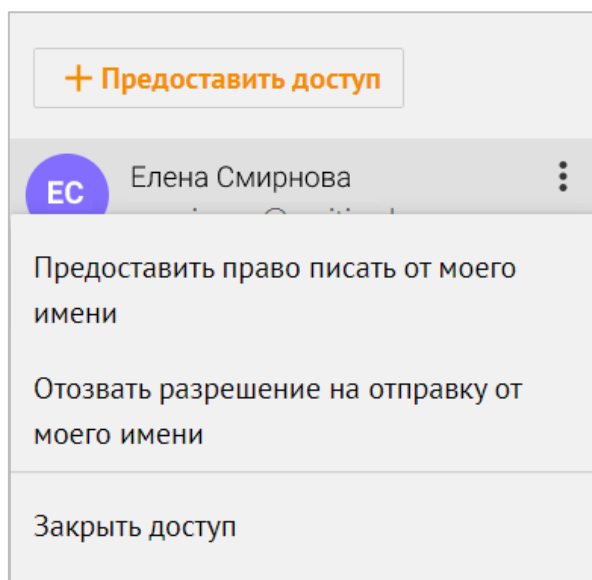 + Предоставить доступ
Елена Смирнова
ЕС
Предоставить право писать от моего
имени
Отозвать разрешение на отправку от
моего имени
Закрыть доступ